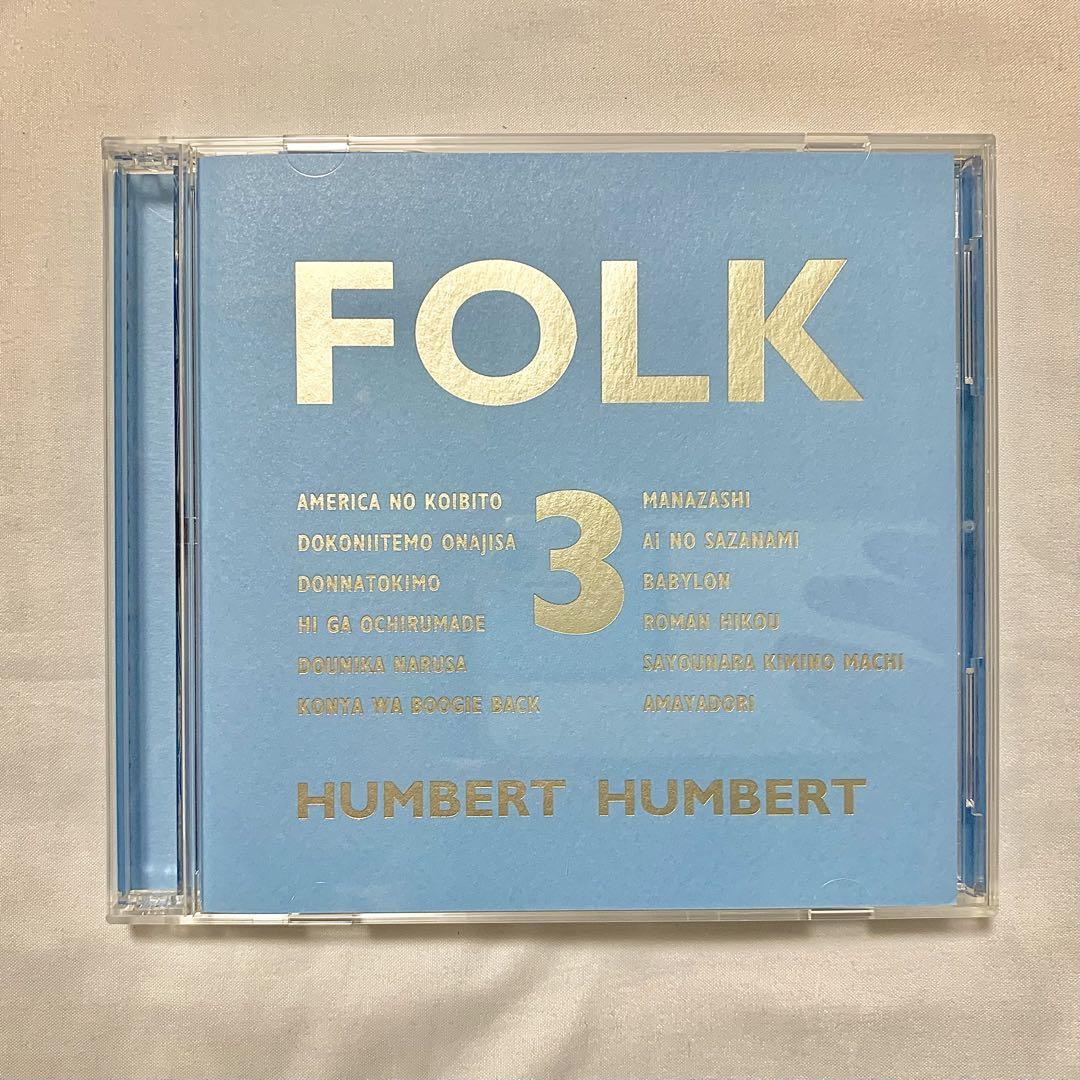 FOLK
3
AMERICA NO KOIBITO
DOKONIITEMO ONAJISA
DONNATOKIMO
HI GA OCHIRUMADE
DOUNIKA NARUSA
KONYA WA BOOGIE BACK
MANAZASHI
AI NO SAZANAMI
BABYLON
ROMAN HIKOU
SAYOUNARA KIMINO MACHI
AMAYADORI
HUMBERT HUMBERT